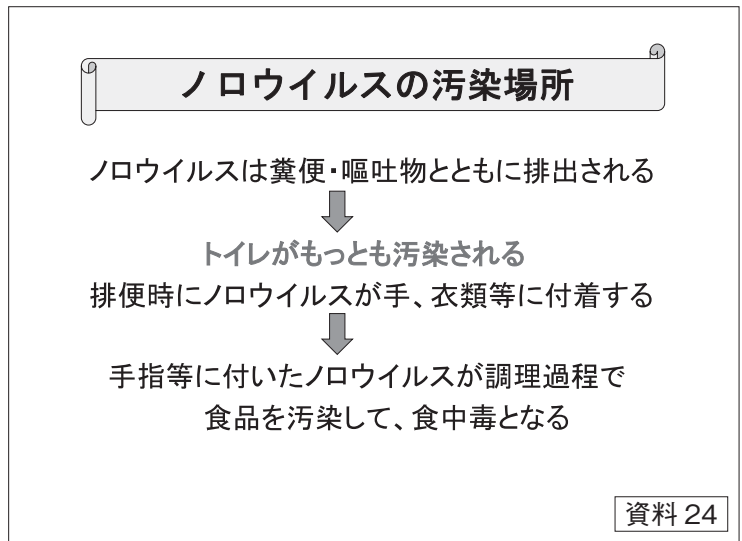 ノロウイルスの汚染場所
ノロウイルスは糞便・嘔吐物とともに排出される
トイレがもっとも汚染される
排便時にノロウイルスが手、衣類等に付着する
手指等に付いたノロウイルスが調理過程で
食品を汚染して、食中毒となる
資料24